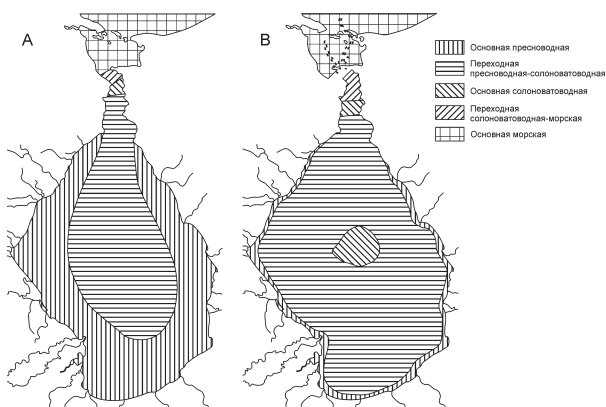 А
Б
Основная пресноводная
Переходная
пресноводная-солоноватоводная
Основная солоноватоводная
Переходная
солоноватоводная-морская
Основная морская